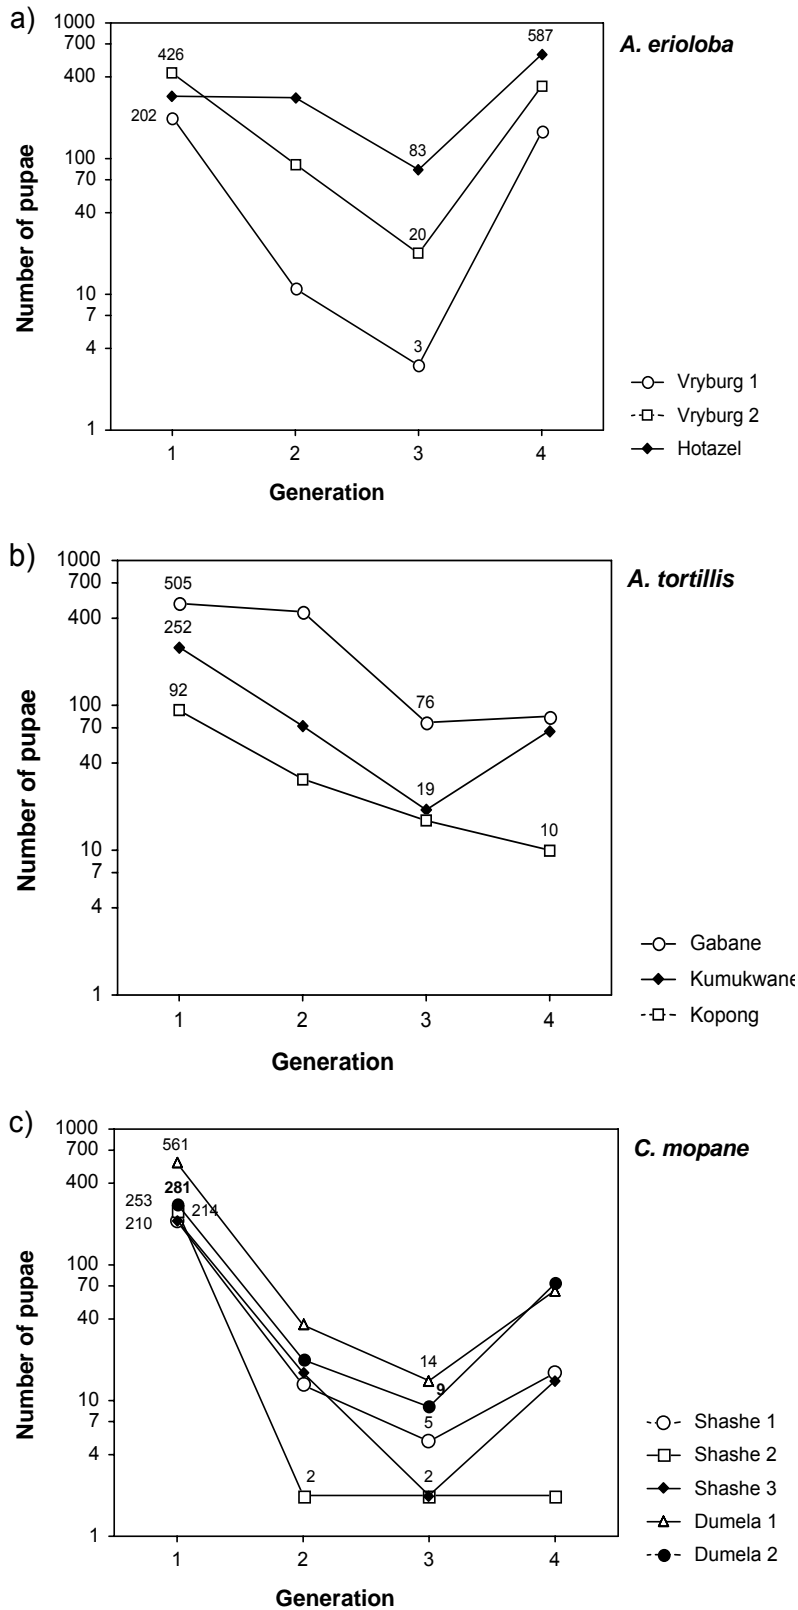 a)
A. erioloba
Number of pupae
1000
700
400
100
70
40
10
7
4
1
426
202
83
20
3
587
1 2 3 4
Generation
Vryburg 1
Vryburg 2
Hotazel
b)
A. tortillis
Number of pupae
1000
700
400
100
70
40
10
7
4
1
505
252
92
76
19
10
1 2 3 4
Generation
Gabane
Kumukwane
Kopong
c)
C. mopane
Number of pupae
1000
700
400
100
70
40
10
7
4
1
561
281
253
214
210
14
9
5
2
2
1 2 3 4
Generation
Shashe 1
Shashe 2
Shashe 3
Dumela 1
Dumela 2